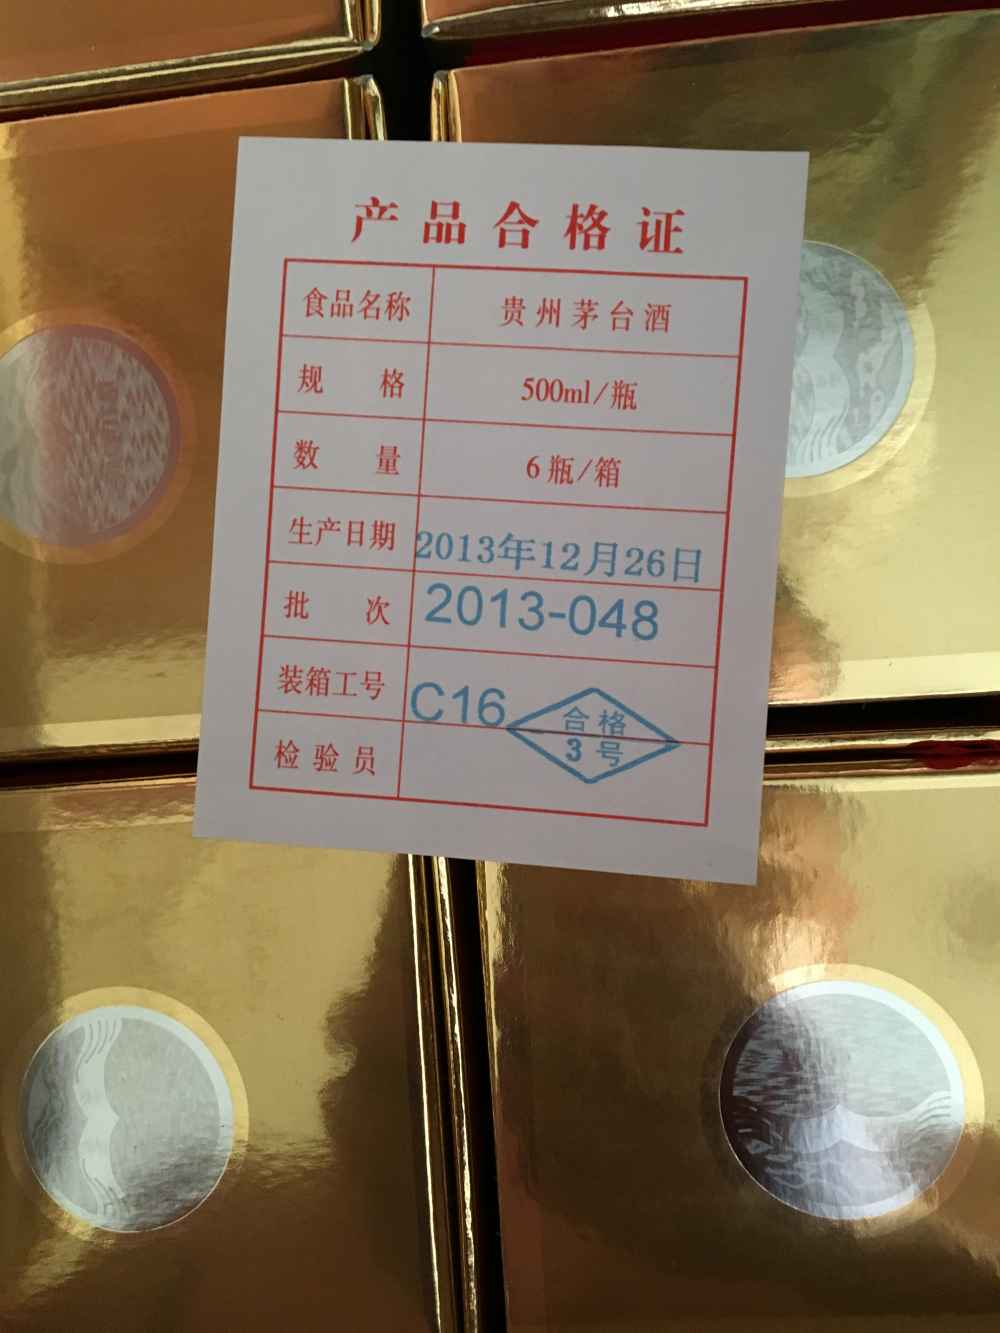 产品合格证
食品名称 贵州茅台酒
规 格 500ml/瓶
数 量 6瓶/箱
生产日期 2013年12月26日
批 次 2013-048
装箱工号 C16
合格
3号
检验员